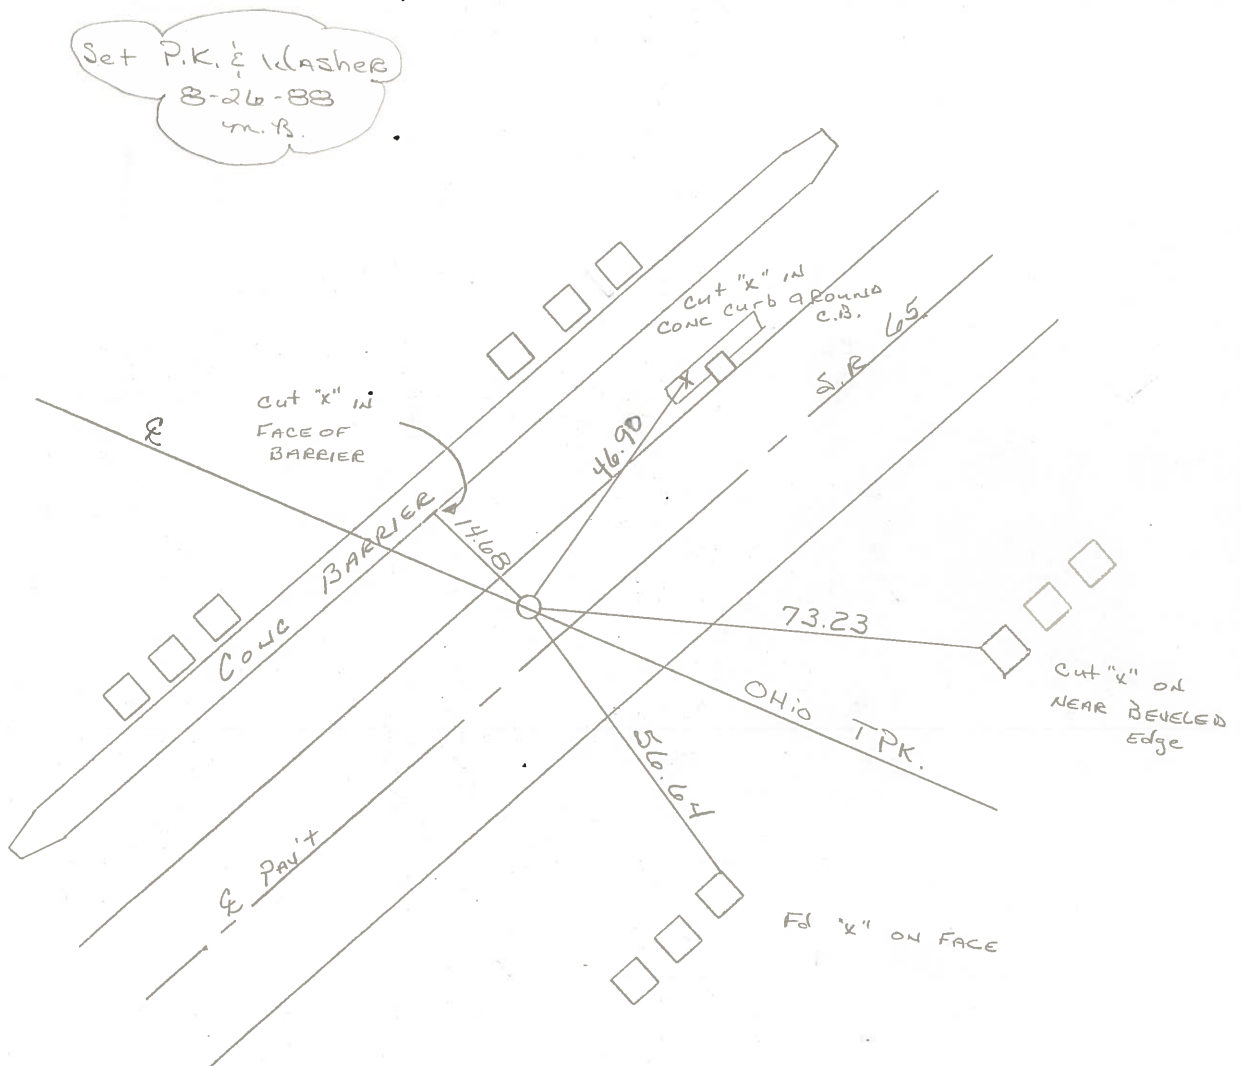 Set P.K. & Washer
8-26-88
M.B.
Cut "x" IN
CONC Curb AROUND
C.B.
S.R. 65
Cut "x" IN
FACE OF
BARRIER
℄
46.90
14.68
CONC BARRIER
73.23
Cut "x" ON
NEAR BEVELED
Edge
OHio TPK.
56.64
℄ PAV'T
Fd "x" ON FACE
X